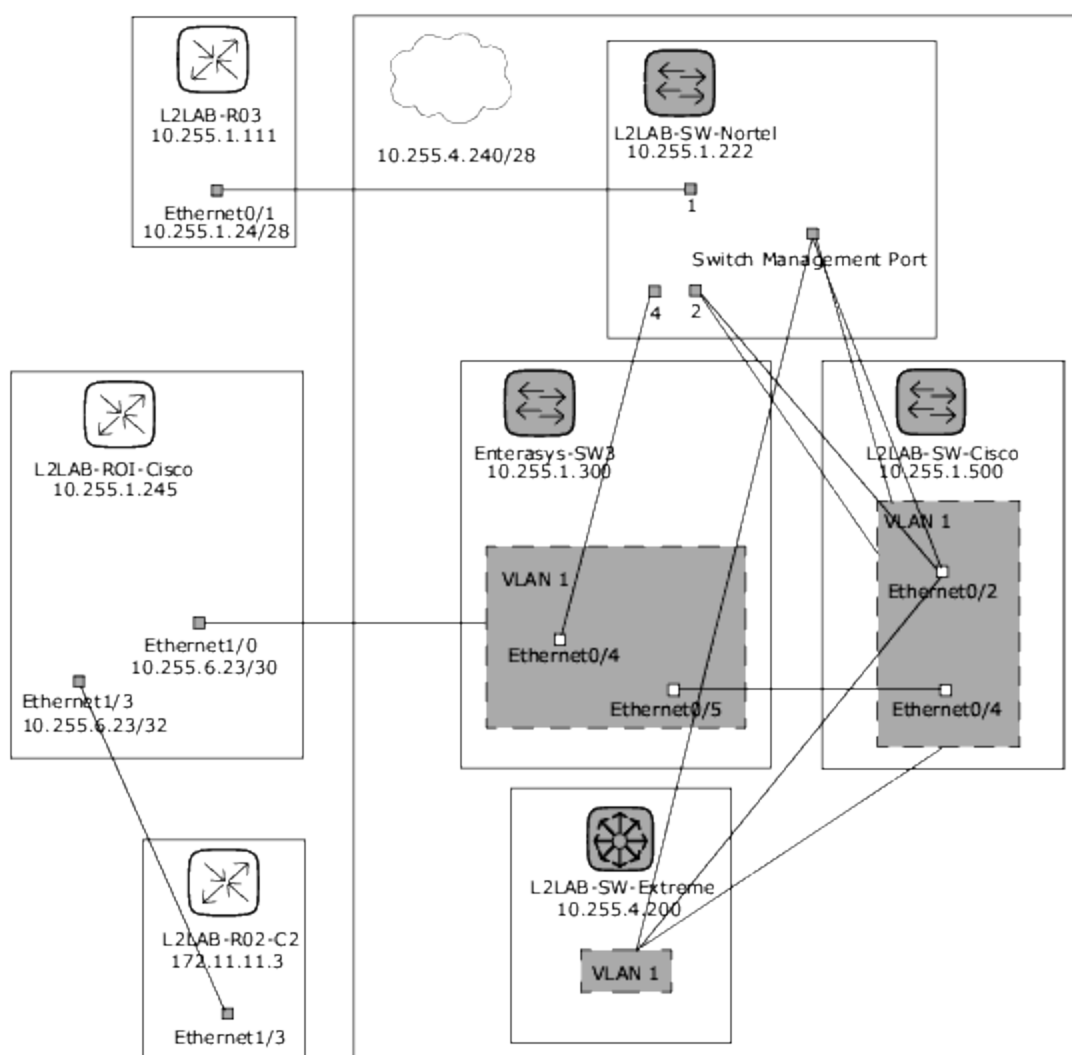 L2LAB-R03
10.255.1.111
Ethernet0/1
10.255.1.24/28
10.255.4.240/28
L2LAB-SW-Nortel
10.255.1.222
1
Switch Management Port
4
2
L2LAB-ROI-Cisco
10.255.1.245
Ethernet1/0
10.255.6.23/30
Ethernet1/3
10.255.6.23/32
Enterasys-SW3
10.255.1.300
VLAN 1
Ethernet0/4
Ethernet0/5
L2LAB-SW-Cisco
10.255.1.500
VLAN 1
Ethernet0/2
Ethernet0/4
L2LAB-R02-C2
172.11.11.3
Ethernet1/3
L2LAB-SW-Extreme
10.255.4.200
VLAN 1